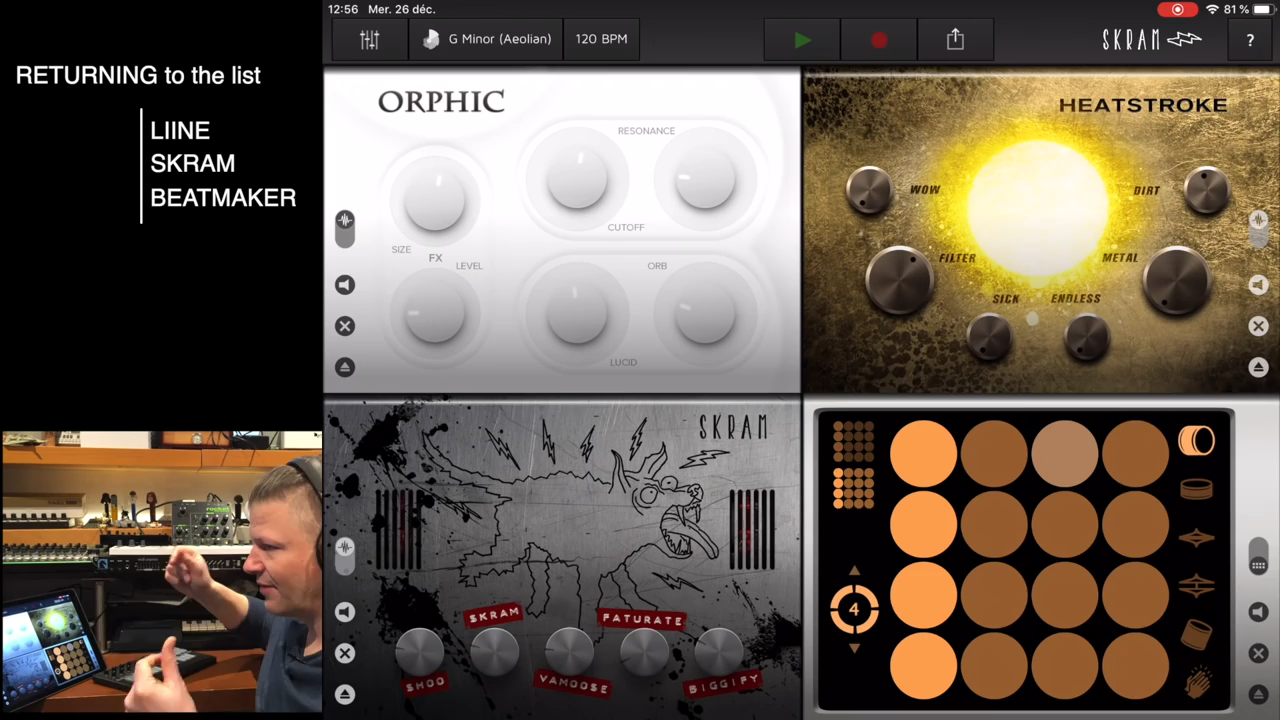 12:56 Mer. 26 déc.
81 %
RETURNING to the list
LIINE
SKRAM
BEATMAKER
G Minor (Aeolian)
120 BPM
SKRAM
?
ORPHIC
RESONANCE
CUTOFF
SIZE
FX
LEVEL
ORB
LUCID
HEATSTROKE
WOW
DIRT
FILTER
METAL
SICK
ENDLESS
SKRAM
SKRAM
FATURATE
SMOO
VAMOOSE
BIGGIFY
4